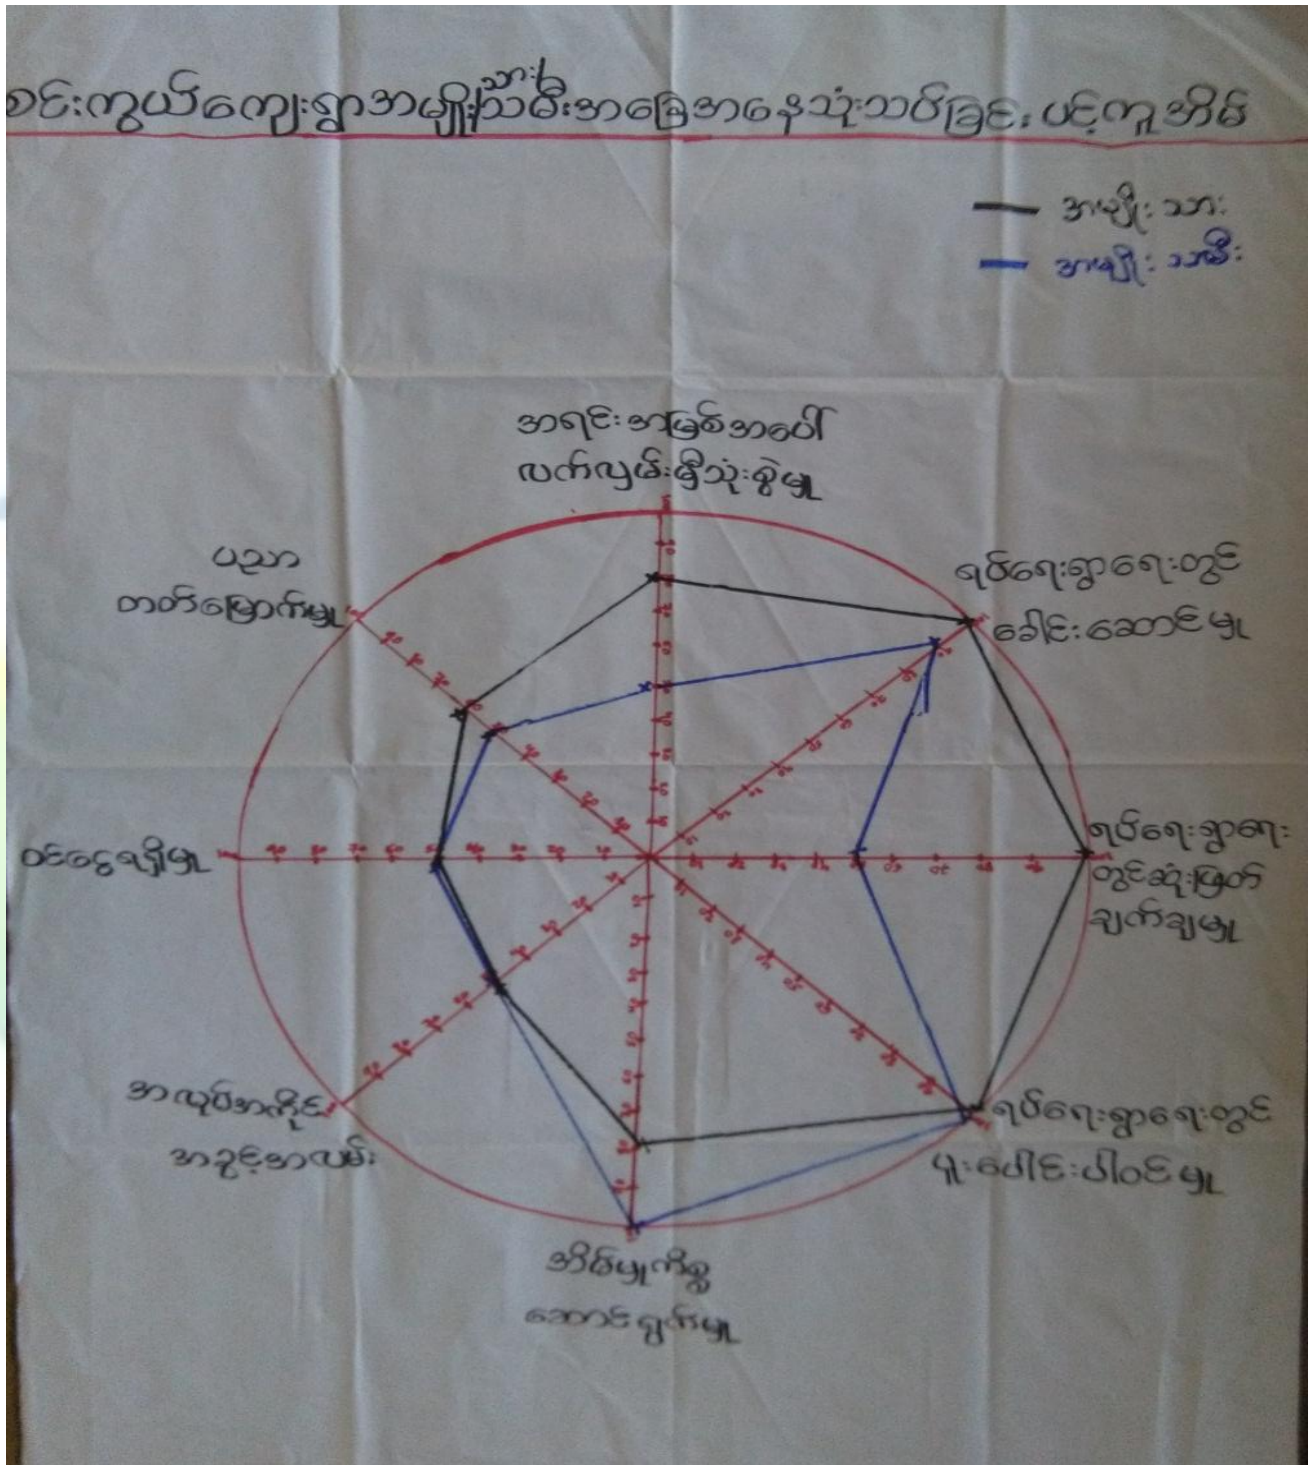 စင်းကွယ်ကျေးရွာအမျိုးသား/သမီးအခြေအနေသုံးသပ်ခြင်း ပင့်ကူအိမ်
အမျိုးသား
အမျိုးသမီး
အရင်းအမြစ်အပေါ်
လက်လှမ်းမှီသုံးစွဲမှု
ပညာ
တတ်မြောက်မှု
ရပ်ရေးရွာရေးတွင်
ခေါင်းဆောင်မှု
ဝင်ငွေရရှိမှု
ရပ်ရေးရွာရေး
တွင်ဆုံးဖြတ်
ချက်ချမှု
အလုပ်အကိုင်
အခွင့်အလမ်း
ရပ်ရေးရွာရေးတွင်
ပူးပေါင်းပါဝင်မှု
အိမ်မှုကိစ္စ
ဆောင်ရွက်မှု